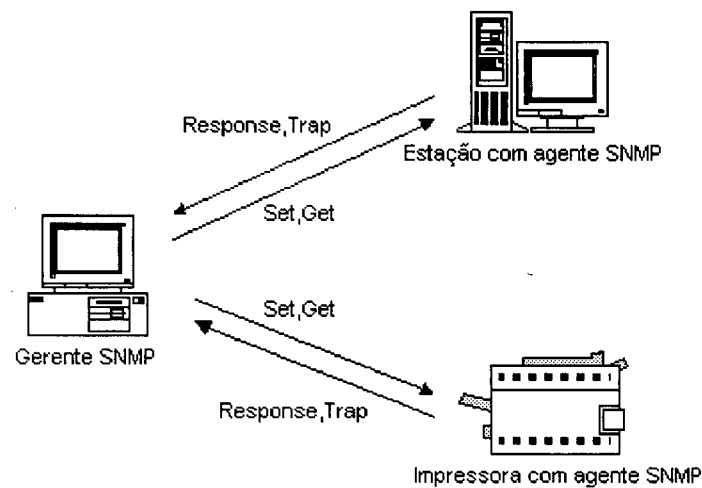 Response,Trap
Estação com agente SNMP
Set,Get
Gerente SNMP
Set,Get
Response,Trap
Impressora com agente SNMP